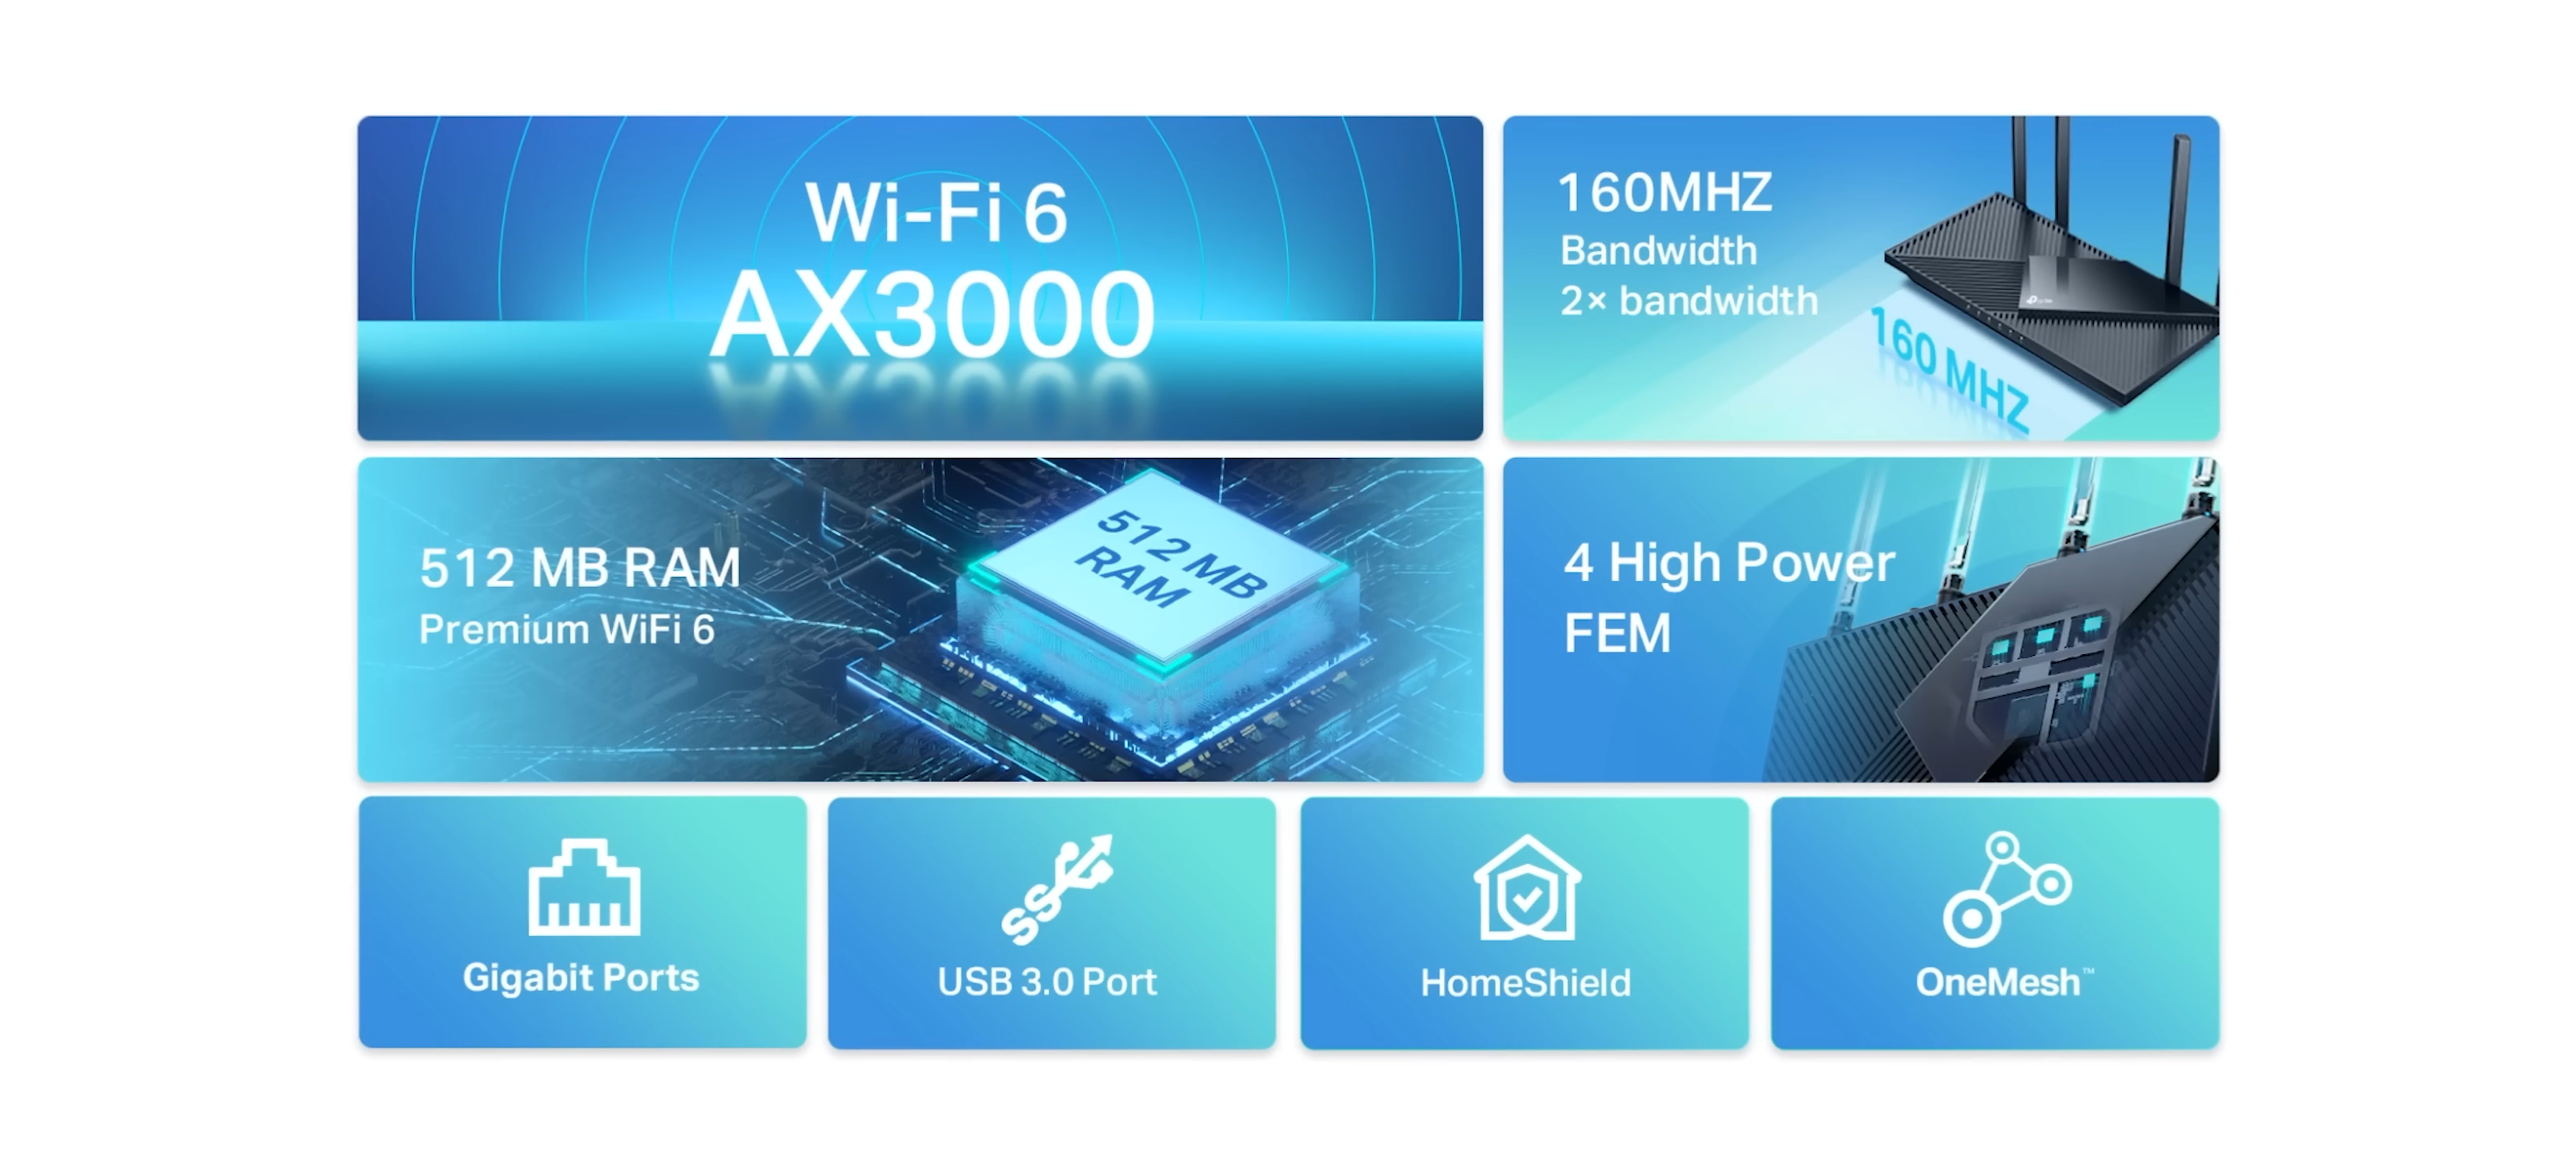 Wi-Fi 6
AX3000
160MHZ
Bandwidth
2× bandwidth
160 MHZ
512 MB RAM
Premium WiFi 6
512 MB
RAM
4 High Power
FEM
Gigabit Ports
USB 3.0 Port
HomeShield
OneMesh™